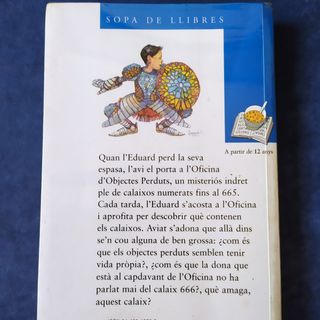 SOPA DE LLIBRES
A partir de 12 anys
Quan l'Eduard perd la seva
espasa, l'avi el porta a l'Oficina
d'Objectes Perduts, un misteriós indret
ple de calaixos numerats fins al 665.
Cada tarda, l'Eduard s'acosta a l'Oficina
i aprofita per descobrir què contenen
els calaixos. Aviat s'adona que allà dins
se'n cou alguna de ben grossa: ¿com és
que els objectes perduts semblen tenir
vida pròpia?, ¿com és que la dona que
està al capdavant de l'Oficina no ha
parlat mai del calaix 666?, què amaga,
aquest calaix?